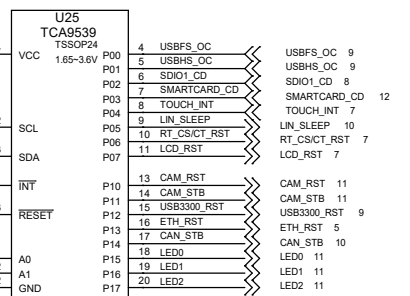 U25
TCA9539
TSSOP24
1.65~3.6V
VCC P00 4 USBFS_OC USBFS_OC 9
P01 5 USBHS_OC USBHS_OC 9
P02 6 SDIO1_CD SDIO1_CD 8
P03 7 SMARTCARD_CD SMARTCARD_CD 12
P04 8 TOUCH_INT TOUCH_INT 7
SCL P05 9 LIN_SLEEP LIN_SLEEP 10
P06 10 RT_CS/CT_RST RT_CS/CT_RST 7
SDA P07 11 LCD_RST LCD_RST 7
INT P10 13 CAM_RST CAM_RST 11
P11 14 CAM_STB CAM_STB 11
RESET P12 15 USB3300_RST USB3300_RST 9
P13 16 ETH_RST ETH_RST 5
P14 17 CAN_STB CAN_STB 10
A0 P15 18 LED0 LED0 11
A1 P16 19 LED1 LED1 11
GND P17 20 LED2 LED2 11